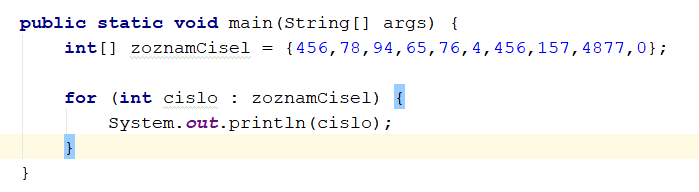 public static void main(String[] args) {
int[] zoznamCisel = {456,78,94,65,76,4,456,157,4877,0};
for (int cislo : zoznamCisel) {
System.out.println(cislo);
}
}